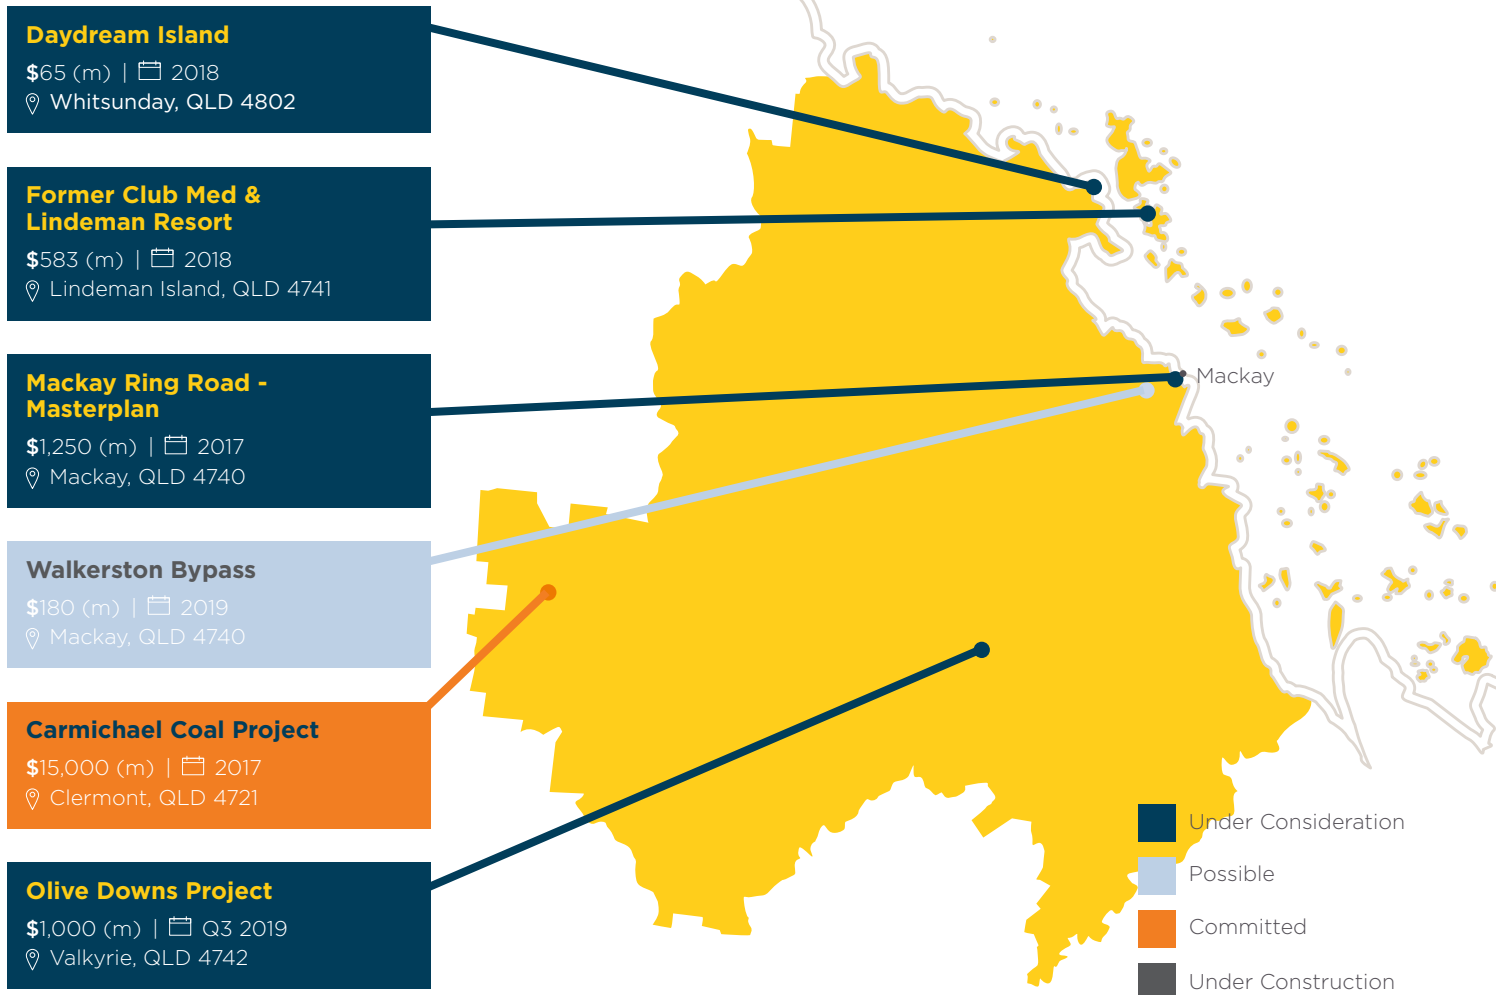 Daydream Island
$65 (m) | 2018
Whitsunday, QLD 4802
Former Club Med &
Lindeman Resort
$583 (m) | 2018
Lindeman Island, QLD 4741
Mackay Ring Road -
Masterplan
$1,250 (m) | 2017
Mackay, QLD 4740
Walkerston Bypass
$180 (m) | 2019
Mackay, QLD 4740
Carmichael Coal Project
$15,000 (m) | 2017
Clermont, QLD 4721
Olive Downs Project
$1,000 (m) | Q3 2019
Valkyrie, QLD 4742
Mackay
Under Consideration
Possible
Committed
Under Construction